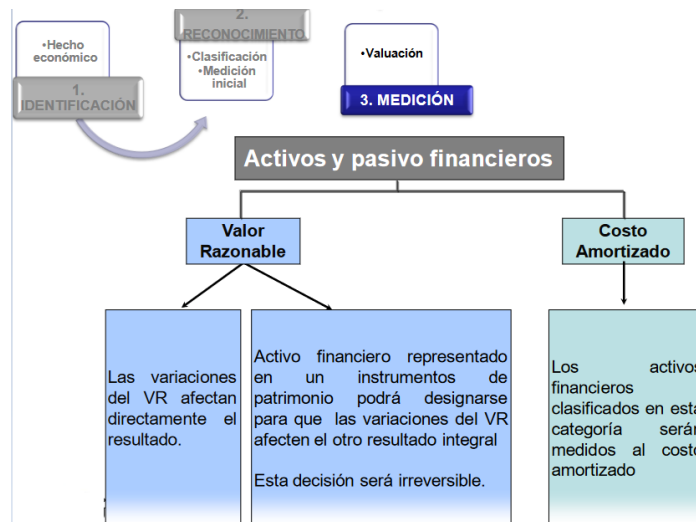 •Hecho
económico
1.
IDENTIFICACIÓN
2.
RECONOCIMIENTO
•Clasificación
•Medición
inicial
•Valuación
3. MEDICIÓN
Activos y pasivo financieros
Valor
Razonable
Costo
Amortizado
Las variaciones
del VR afectan
directamente el
resultado.
Activo financiero representado
en un instrumentos de
patrimonio podrá designarse
para que las variaciones del VR
afecten el otro resultado integral
Esta decisión será irreversible.
Los activos
financieros
clasificados en esta
categoría serán
medidos al costo
amortizado